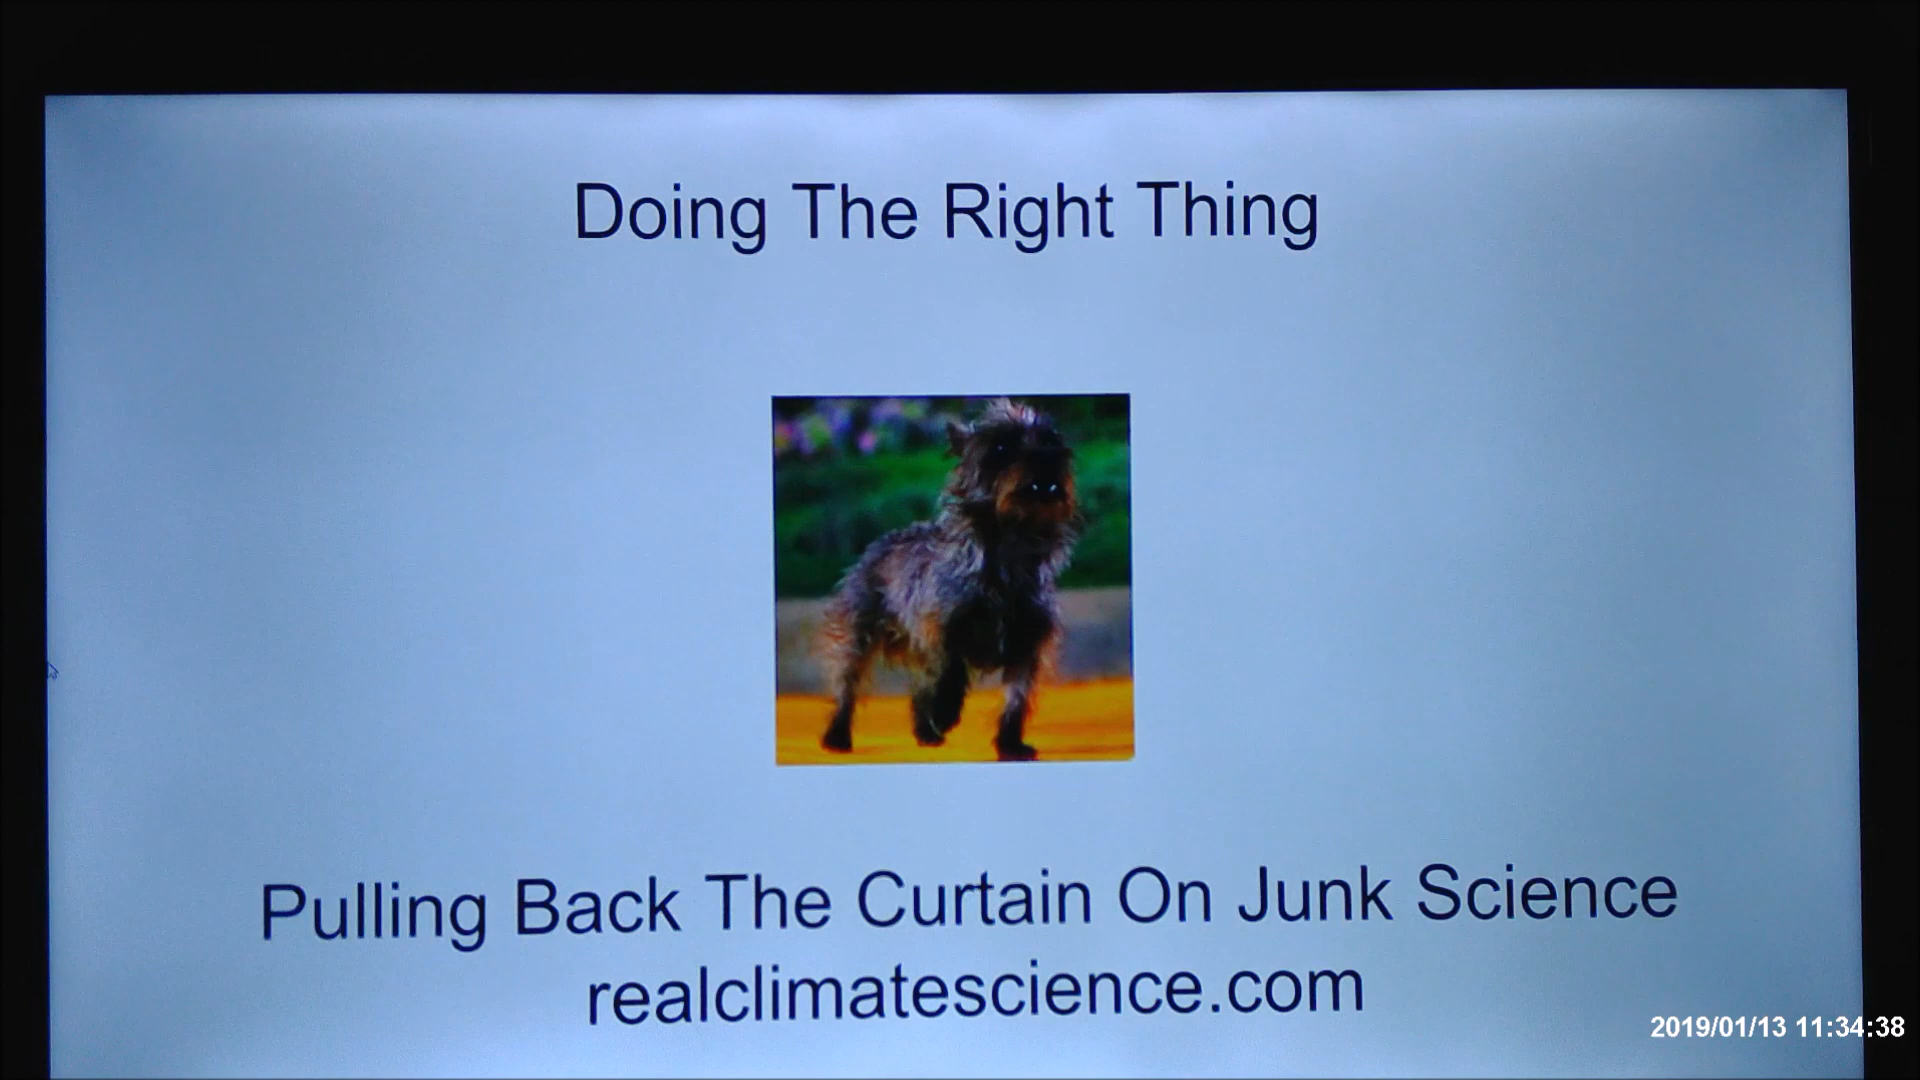 Doing The Right Thing
Pulling Back The Curtain On Junk Science
realclimatescience.com
2019/01/13 11:34:38